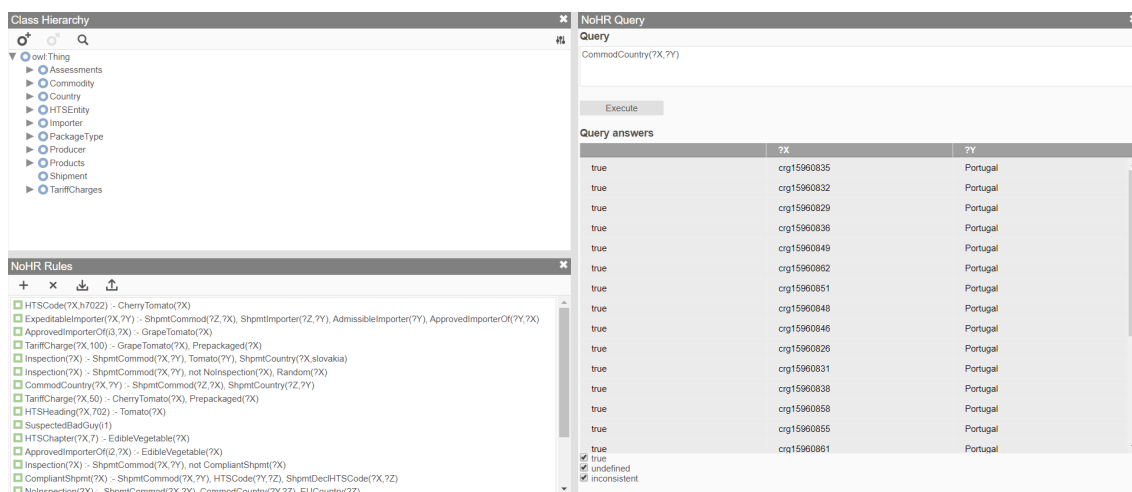 Class Hierarchy
owl:Thing
Assessments
Commodity
Country
HTSEntity
Importer
PackageType
Producer
Products
Shipment
TariffCharges
NoHR Rules
HTSCode(?X,h7022) :- CherryTomato(?X)
ExpeditableImporter(?X,?Y) :- ShpmtCommod(?Z,?X), ShpmtImporter(?Z,?Y), AdmissibleImporter(?Y), ApprovedImporterOf(?Y,?X)
ApprovedImporterOf(i3,?X) :- GrapeTomato(?X)
TariffCharge(?X,100) :- GrapeTomato(?X), Prepackaged(?X)
Inspection(?X) :- ShpmtCommod(?X,?Y), Tomato(?Y), ShpmtCountry(?X,slovakia)
Inspection(?X) :- ShpmtCommod(?X,?Y), not NoInspection(?X), Random(?X)
CommodCountry(?X,?Y) :- ShpmtCommod(?Z,?X), ShpmtCountry(?Z,?Y)
TariffCharge(?X,50) :- CherryTomato(?X), Prepackaged(?X)
HTSHeading(?X,702) :- Tomato(?X)
SuspectedBadGuy(i1)
HTSChapter(?X,7) :- EdibleVegetable(?X)
ApprovedImporterOf(i2,?X) :- EdibleVegetable(?X)
Inspection(?X) :- ShpmtCommod(?X,?Y), not CompliantShpmt(?X)
CompliantShpmt(?X) :- ShpmtCommod(?X,?Y), HTSCode(?Y,?Z), ShpmtDeclHTSCode(?X,?Z)
NoInspection(?X) :- ShpmtCommod(?X,?Y), CommodCountry(?Y,?Z), EUCountry(?Z)
NoHR Query
Query
CommodCountry(?X,?Y)
Execute
Query answers
?X ?Y
true crg15960835 Portugal
true crg15960832 Portugal
true crg15960829 Portugal
true crg15960836 Portugal
true crg15960849 Portugal
true crg15960862 Portugal
true crg15960851 Portugal
true crg15960848 Portugal
true crg15960846 Portugal
true crg15960826 Portugal
true crg15960831 Portugal
true crg15960838 Portugal
true crg15960858 Portugal
true crg15960855 Portugal
true crg15960861 Portugal
true
undefined
inconsistent